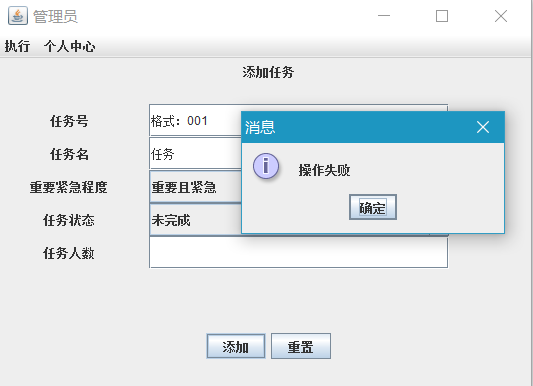 管理员
执行 个人中心
添加任务
任务号 格式：001
任务名 任务
重要紧急程度 重要且紧急
任务状态 未完成
任务人数
消息
操作失败
确定
添加 重置